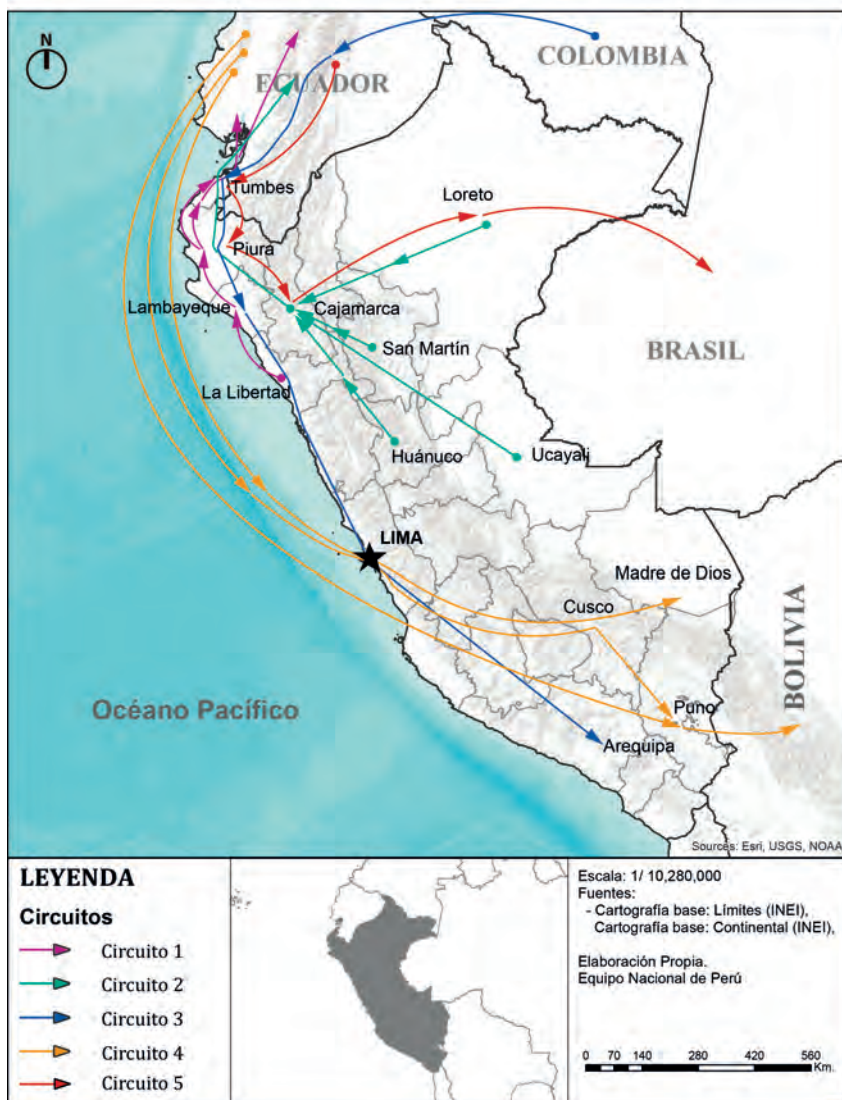 N
ECUADOR
COLOMBIA
Tumbes
Loreto
Piura
Lambayeque
Cajamarca
BRASIL
San Martín
La Libertad
Huánuco
Ucayali
LIMA
Madre de Dios
Cusco
BOLIVIA
Océano Pacífico
Puno
Arequipa
Sources: Esri, USGS, NOAA
LEYENDA
Circuitos
Circuito 1
Circuito 2
Circuito 3
Circuito 4
Circuito 5
Escala: 1/ 10,280,000
Fuentes:
- Cartografía base: Límites (INEI),
Cartografía base: Continental (INEI),
Elaboración Propia.
Equipo Nacional de Perú
0 70 140 280 420 560
Km.